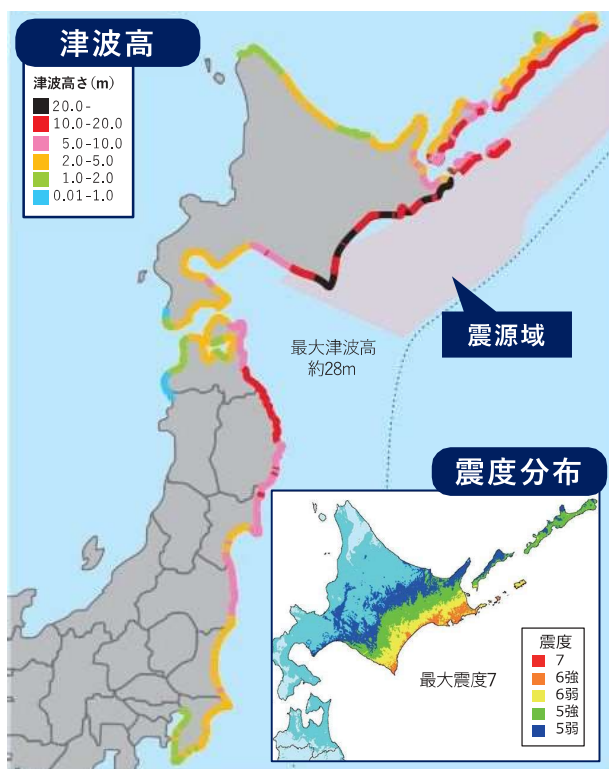 津波高
津波高さ(m)
20.0-
10.0-20.0
5.0-10.0
2.0-5.0
1.0-2.0
0.01-1.0
震源域
最大津波高
約28m
震度分布
最大震度7
震度
7
6強
6弱
5強
5弱